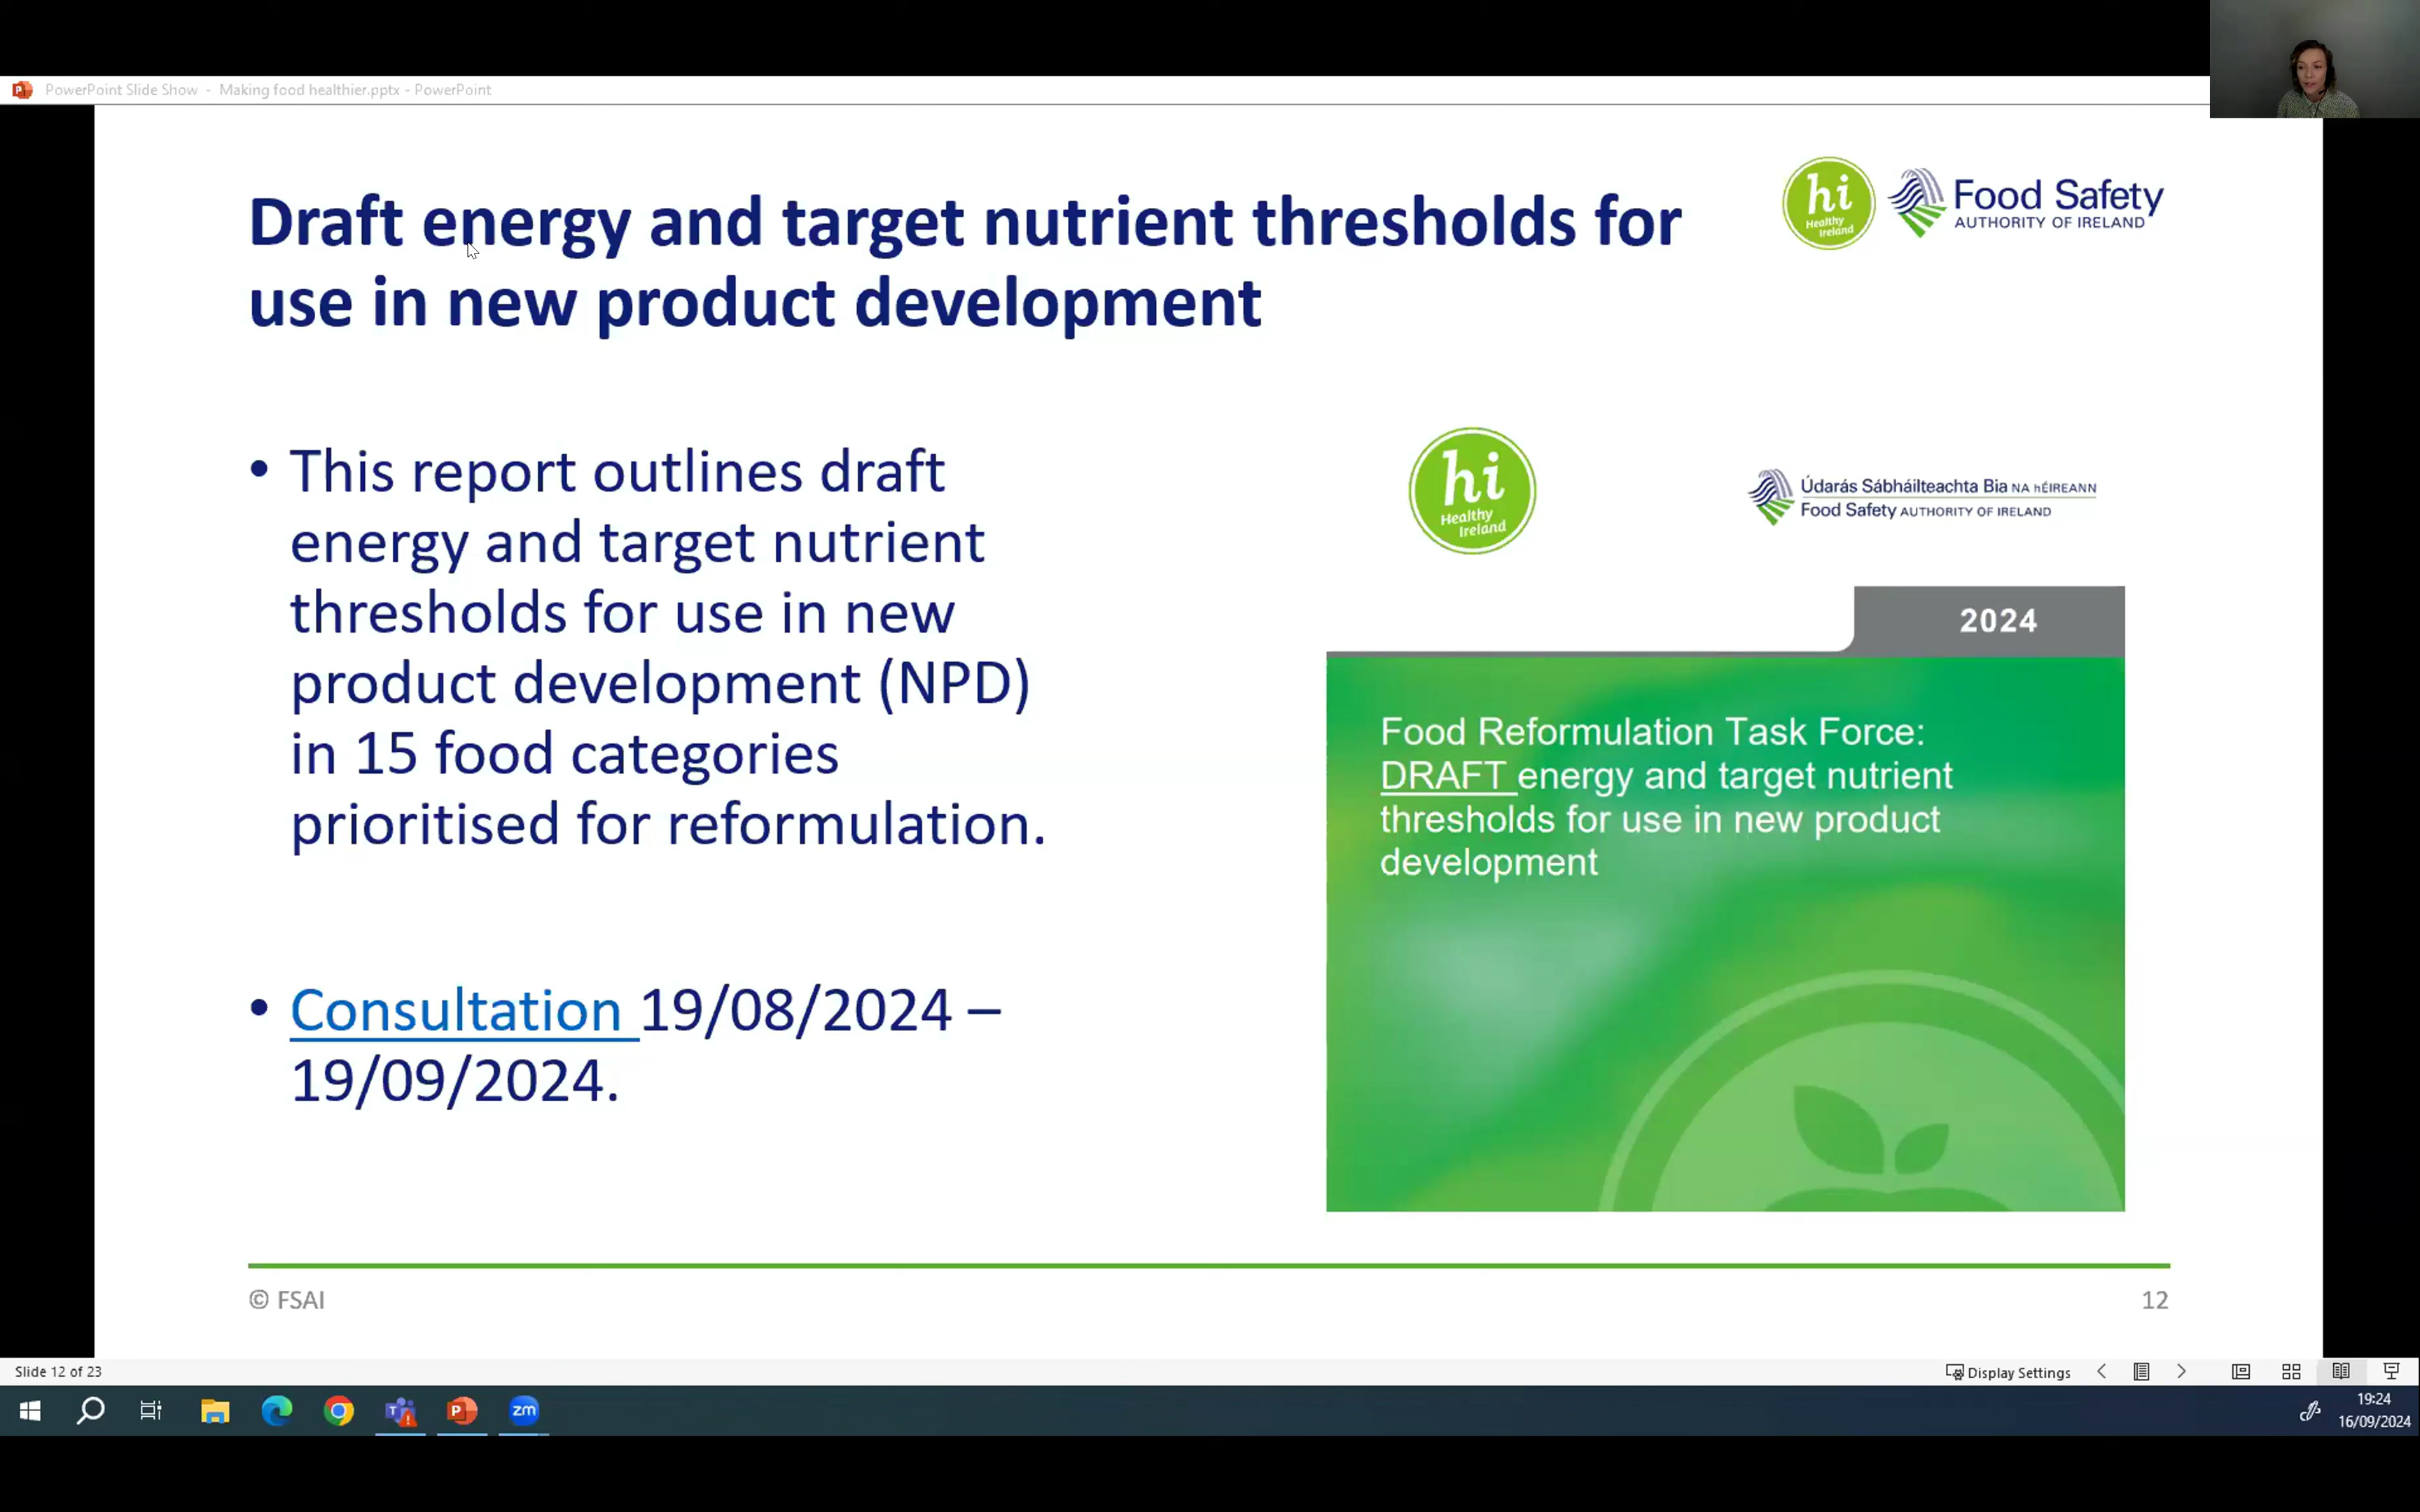 PowerPoint Slide Show - Making food healthier.pptx - PowerPoint
Draft energy and target nutrient thresholds for
use in new product development
hi
Healthy
Ireland
Food Safety
AUTHORITY OF IRELAND
• This report outlines draft
energy and target nutrient
thresholds for use in new
product development (NPD)
in 15 food categories
prioritised for reformulation.
• Consultation 19/08/2024 –
19/09/2024.
hi
Healthy
Ireland
Údarás Sábháilteachta Bia NA hÉIREANN
Food Safety AUTHORITY OF IRELAND
2024
Food Reformulation Task Force:
DRAFT energy and target nutrient
thresholds for use in new product
development
© FSAI
12
Slide 12 of 23
Display Settings
zm
19:24
16/09/2024